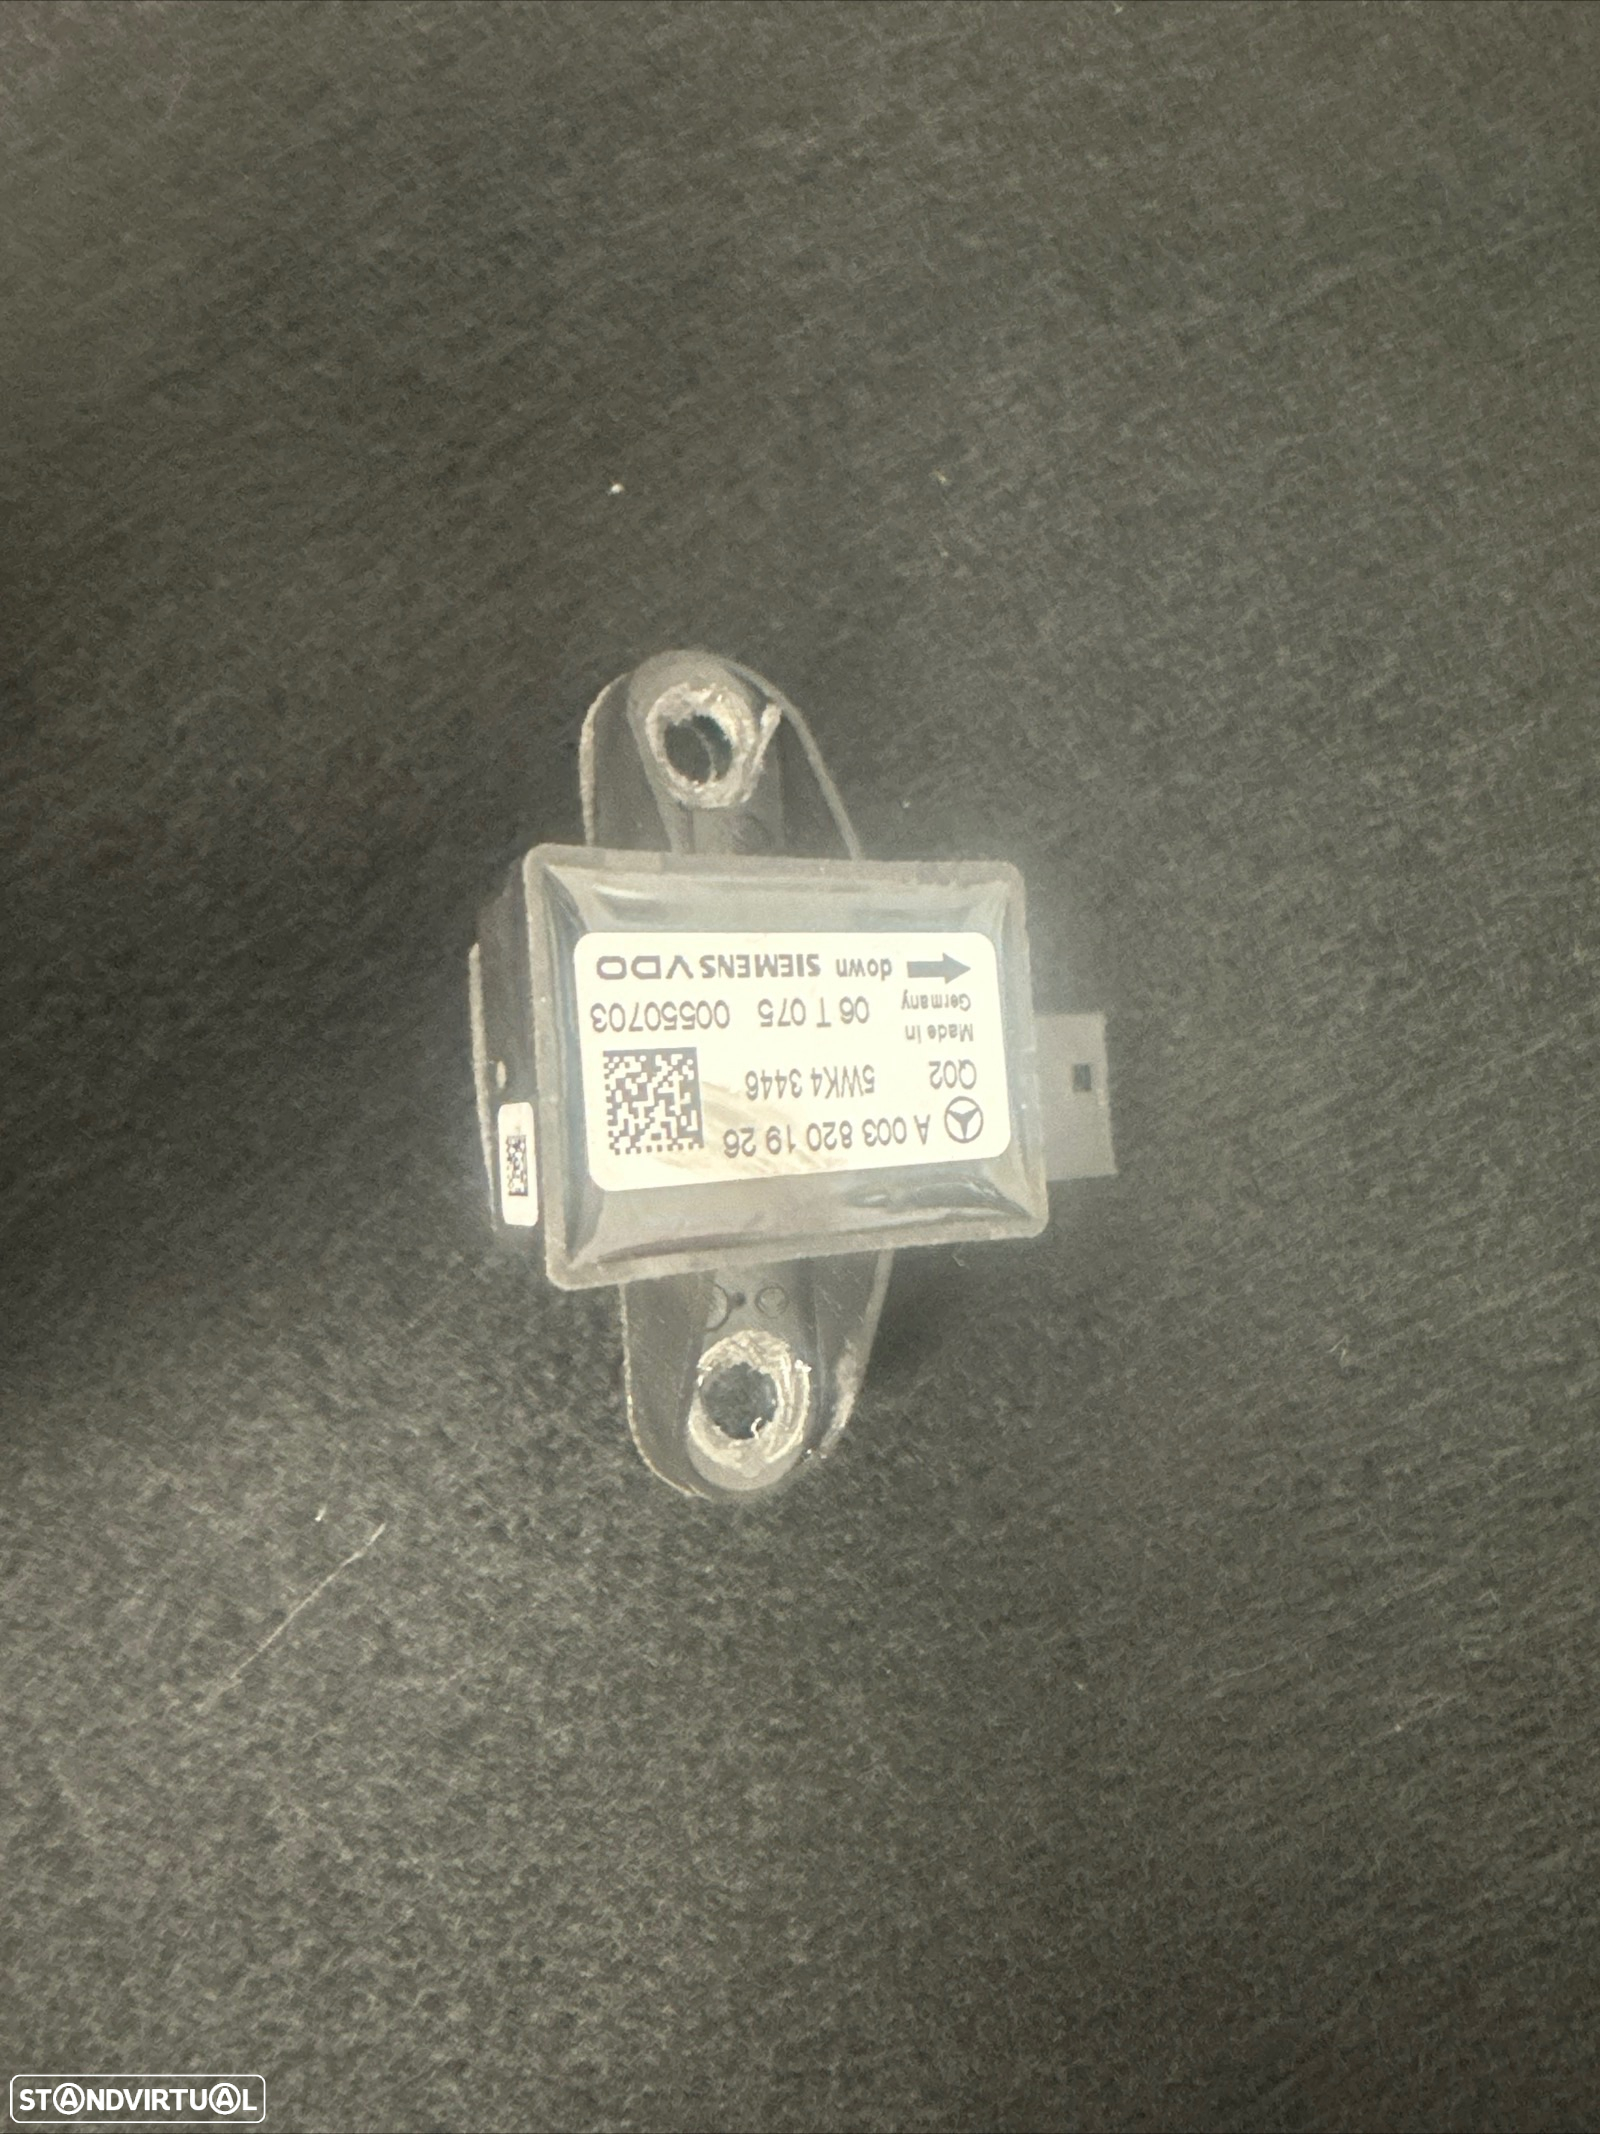 A 003 820 19 26
Q02 5WK4 3446
Made in
Germany
06 T 075 00550703
down SIEMENS VDO
STANDVIRTUAL